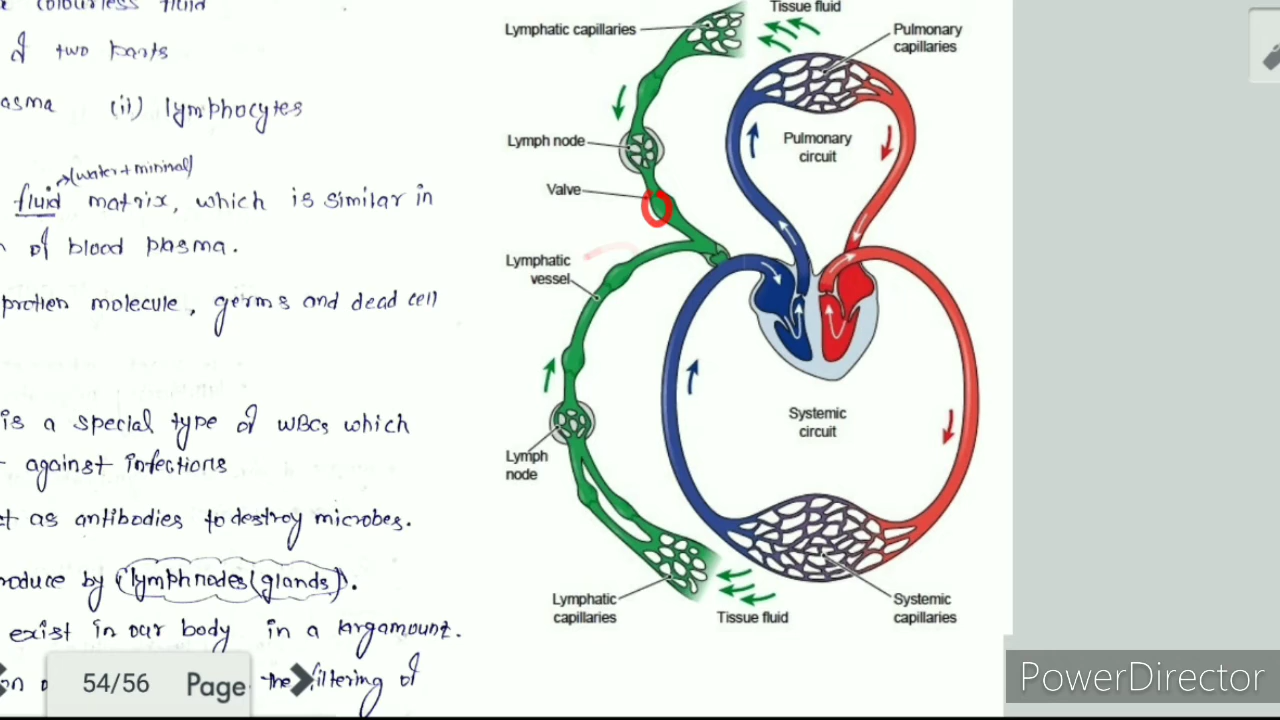 colourless fluid
of two parts
asma (ii) lymphocytes
→(water + mininal)
fluid matrix, which is similar in
of blood plasma.
protien molecule, germs and dead cell
is a special type of WBCs which
against infections
ct as antibodies to destroy microbes.
roduce by (lymph nodes (glands)).
exist in our body in a largamount.
on the filtering of
54/56 Page
Tissue fluid
Lymphatic capillaries
Pulmonary
capillaries
Lymph node
Pulmonary
circuit
Valve
Lymphatic
vessel
Systemic
circuit
Lymph
node
Lymphatic
capillaries
Tissue fluid
Systemic
capillaries
PowerDirector